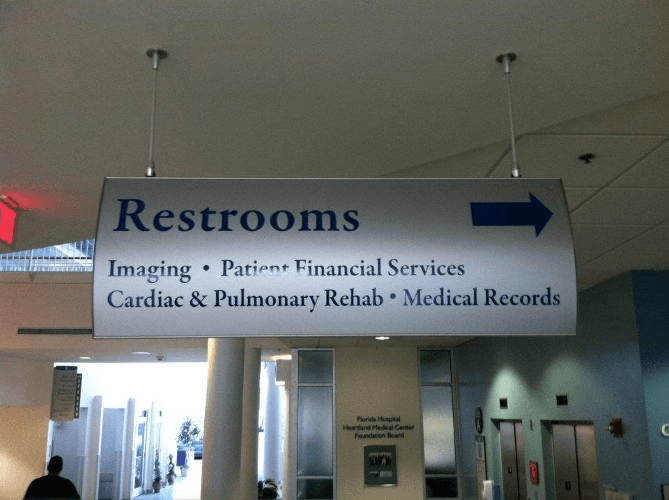 Restrooms
Imaging • Patient Financial Services
Cardiac & Pulmonary Rehab • Medical Records
Florida Hospital
Heartland Medical Center
Foundation Board